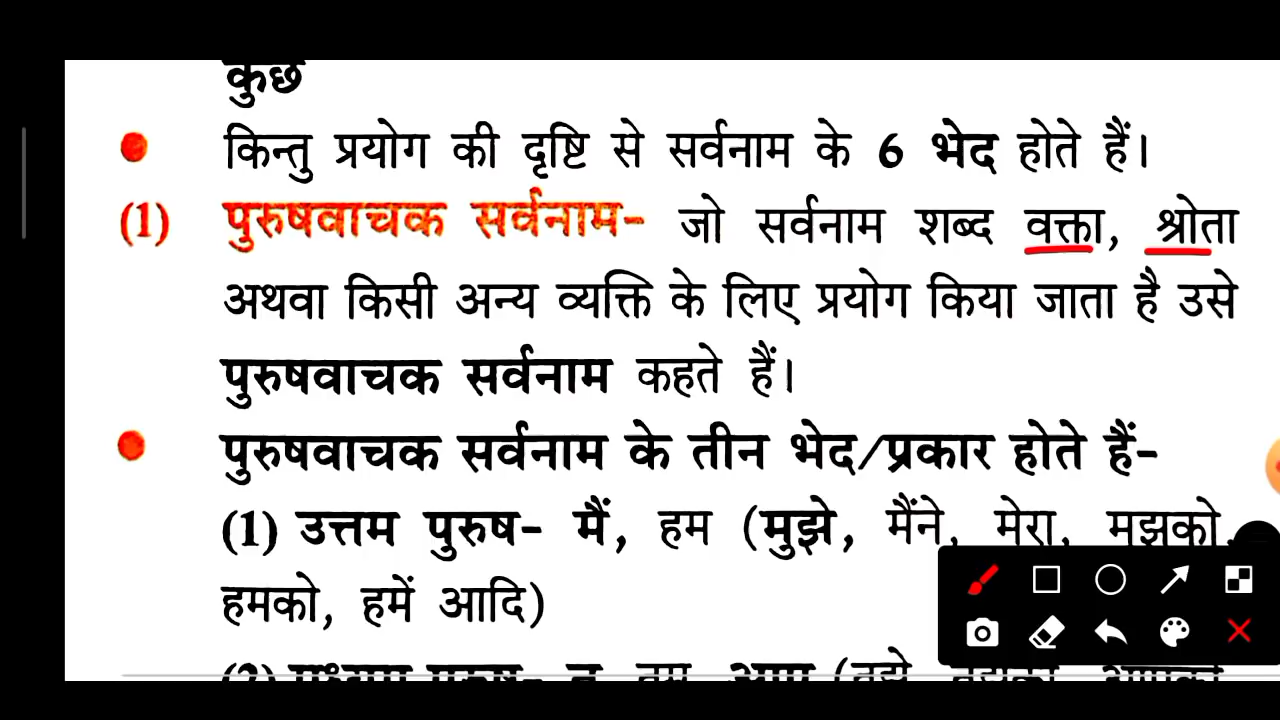 कुछ
किन्तु प्रयोग की दृष्टि से सर्वनाम के 6 भेद होते हैं।
(1) पुरुषवाचक सर्वनाम- जो सर्वनाम शब्द वक्ता, श्रोता
अथवा किसी अन्य व्यक्ति के लिए प्रयोग किया जाता है उसे
पुरुषवाचक सर्वनाम कहते हैं।
पुरुषवाचक सर्वनाम के तीन भेद/प्रकार होते हैं-
(1) उत्तम पुरुष- मैं, हम (मुझे, मैंने, मेरा, मुझको,
हमको, हमें आदि)